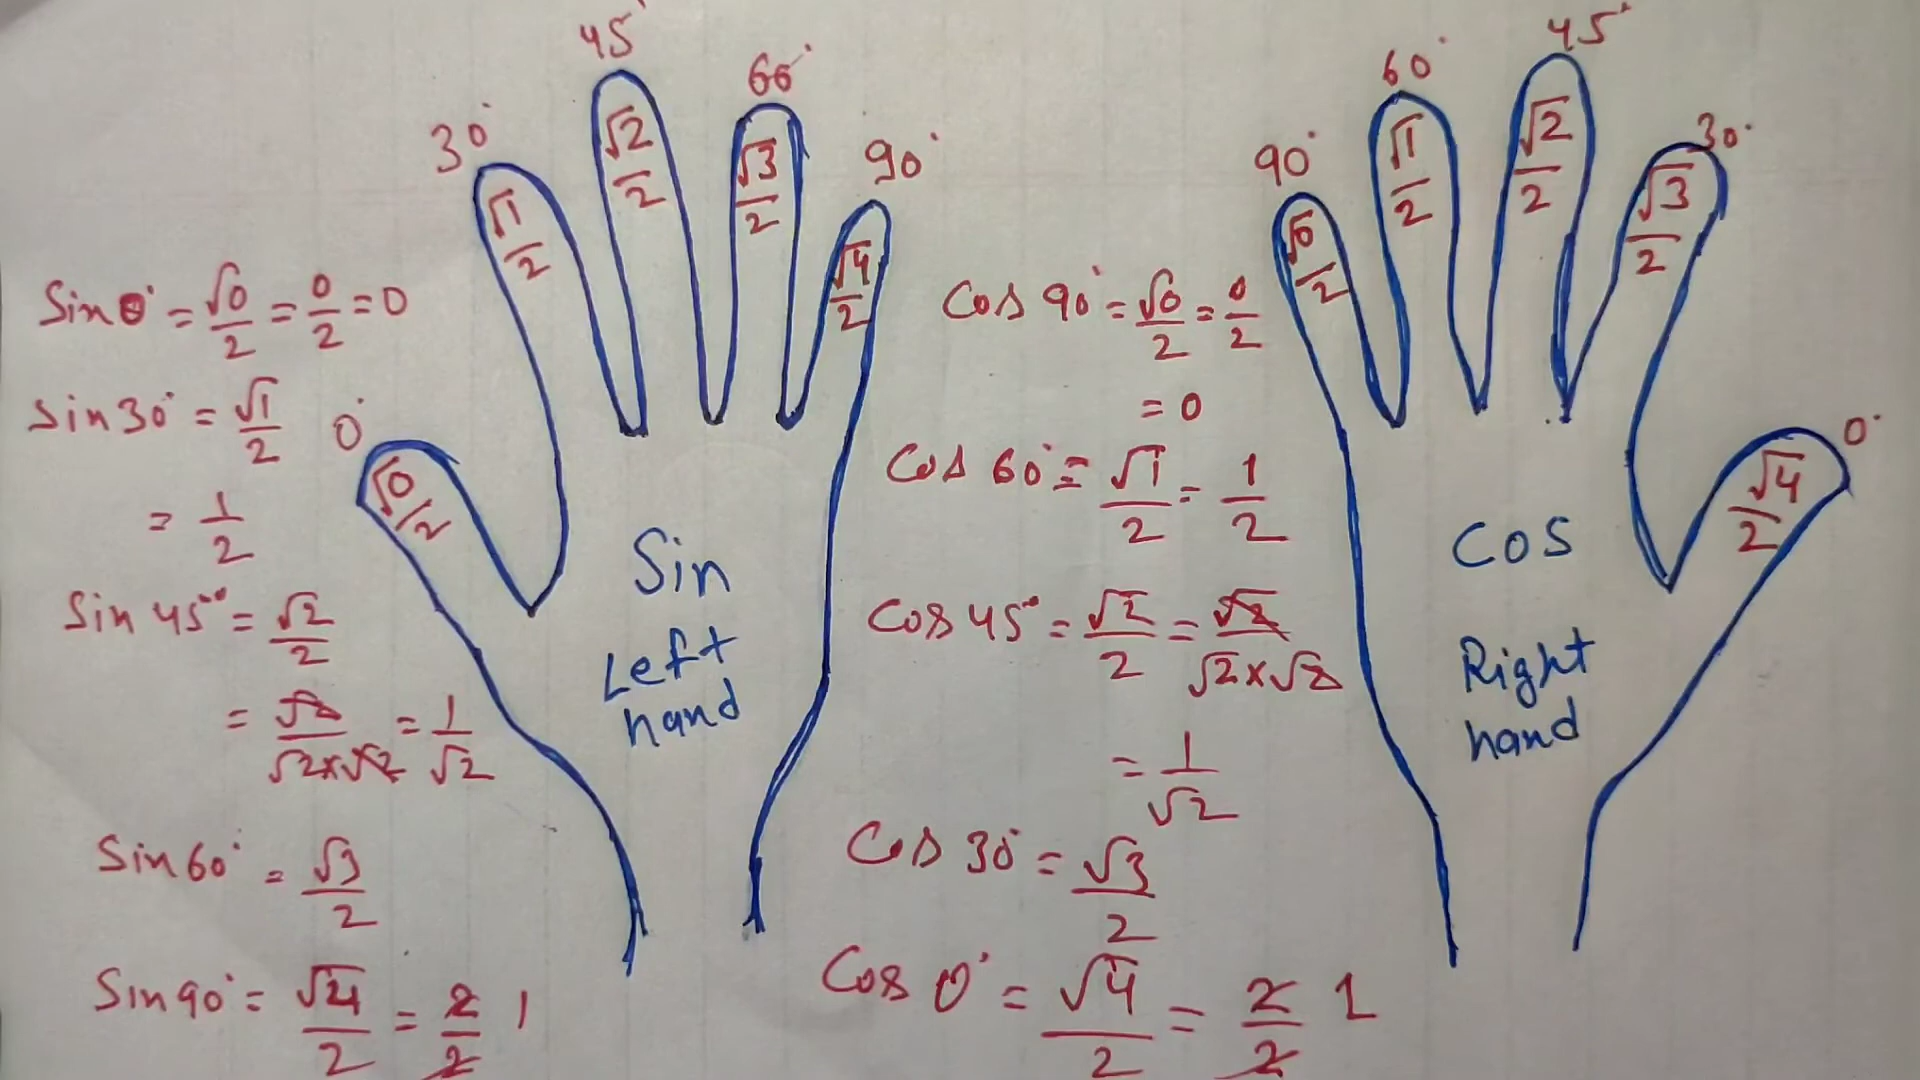 45°
60°
30°
90°
√1/2
√2/2
√3/2
√4/2
0°
√0/2
Sin
Left
hand
Sin 0° = √0/2 = 0/2 = 0
Sin 30° = √1/2
= 1/2
Sin 45° = √2/2
= √2/√2×√2 = 1/√2
Sin 60° = √3/2
Sin 90° = √4/2 = 2/2 1
45°
60°
30°
90°
√0/2
√1/2
√2/2
√3/2
0°
√4/2
Cos
Right
hand
Cos 90° = √0/2 = 0/2
= 0
Cos 60° = √1/2 = 1/2
Cos 45° = √2/2 = √2/√2×√2
= 1/√2
Cos 30° = √3/2
Cos 0° = √4/2 = 2/2 1